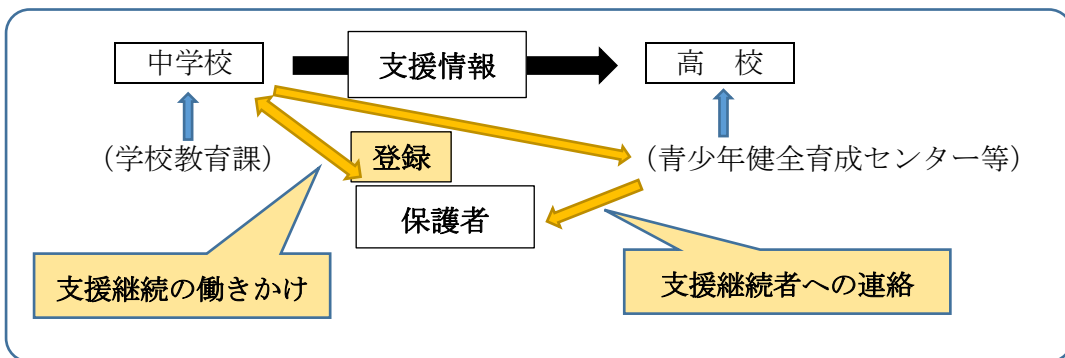 中学校
支援情報
高　校
（学校教育課）
登録
（青少年健全育成センター等）
保護者
支援継続の働きかけ
支援継続者への連絡